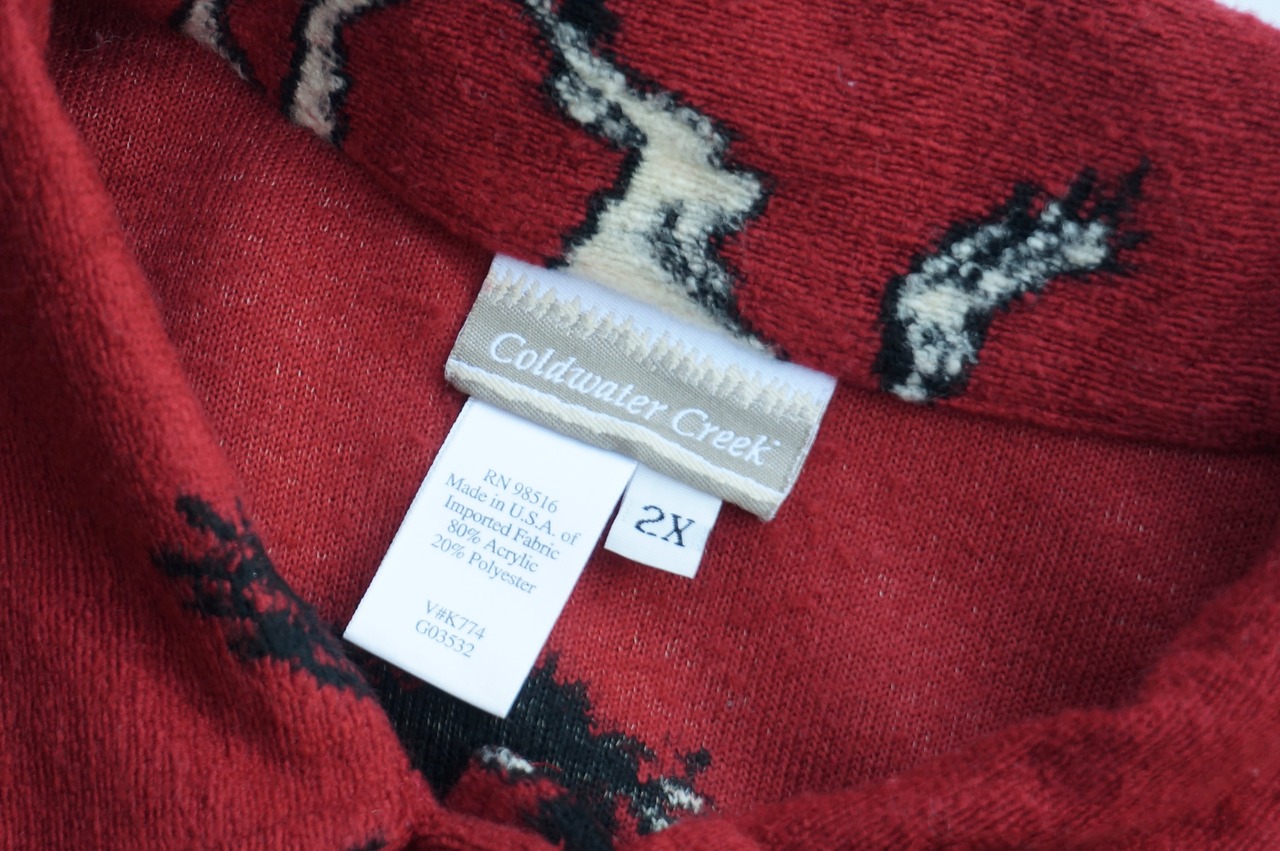 Coldwater Creek
RN 98516
Made in U.S.A. of
Imported Fabric
80% Acrylic
20% Polyester
V#K774
G03532
2X